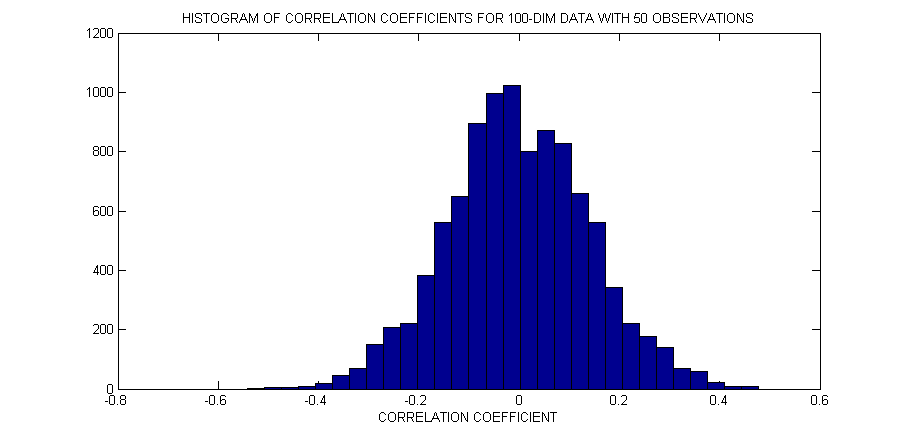 HISTOGRAM OF CORRELATION COEFFICIENTS FOR 100-DIM DATA WITH 50 OBSERVATIONS
1200
1000
800
600
400
200
0
-0.8 -0.6 -0.4 -0.2 0 0.2 0.4 0.6
CORRELATION COEFFICIENT